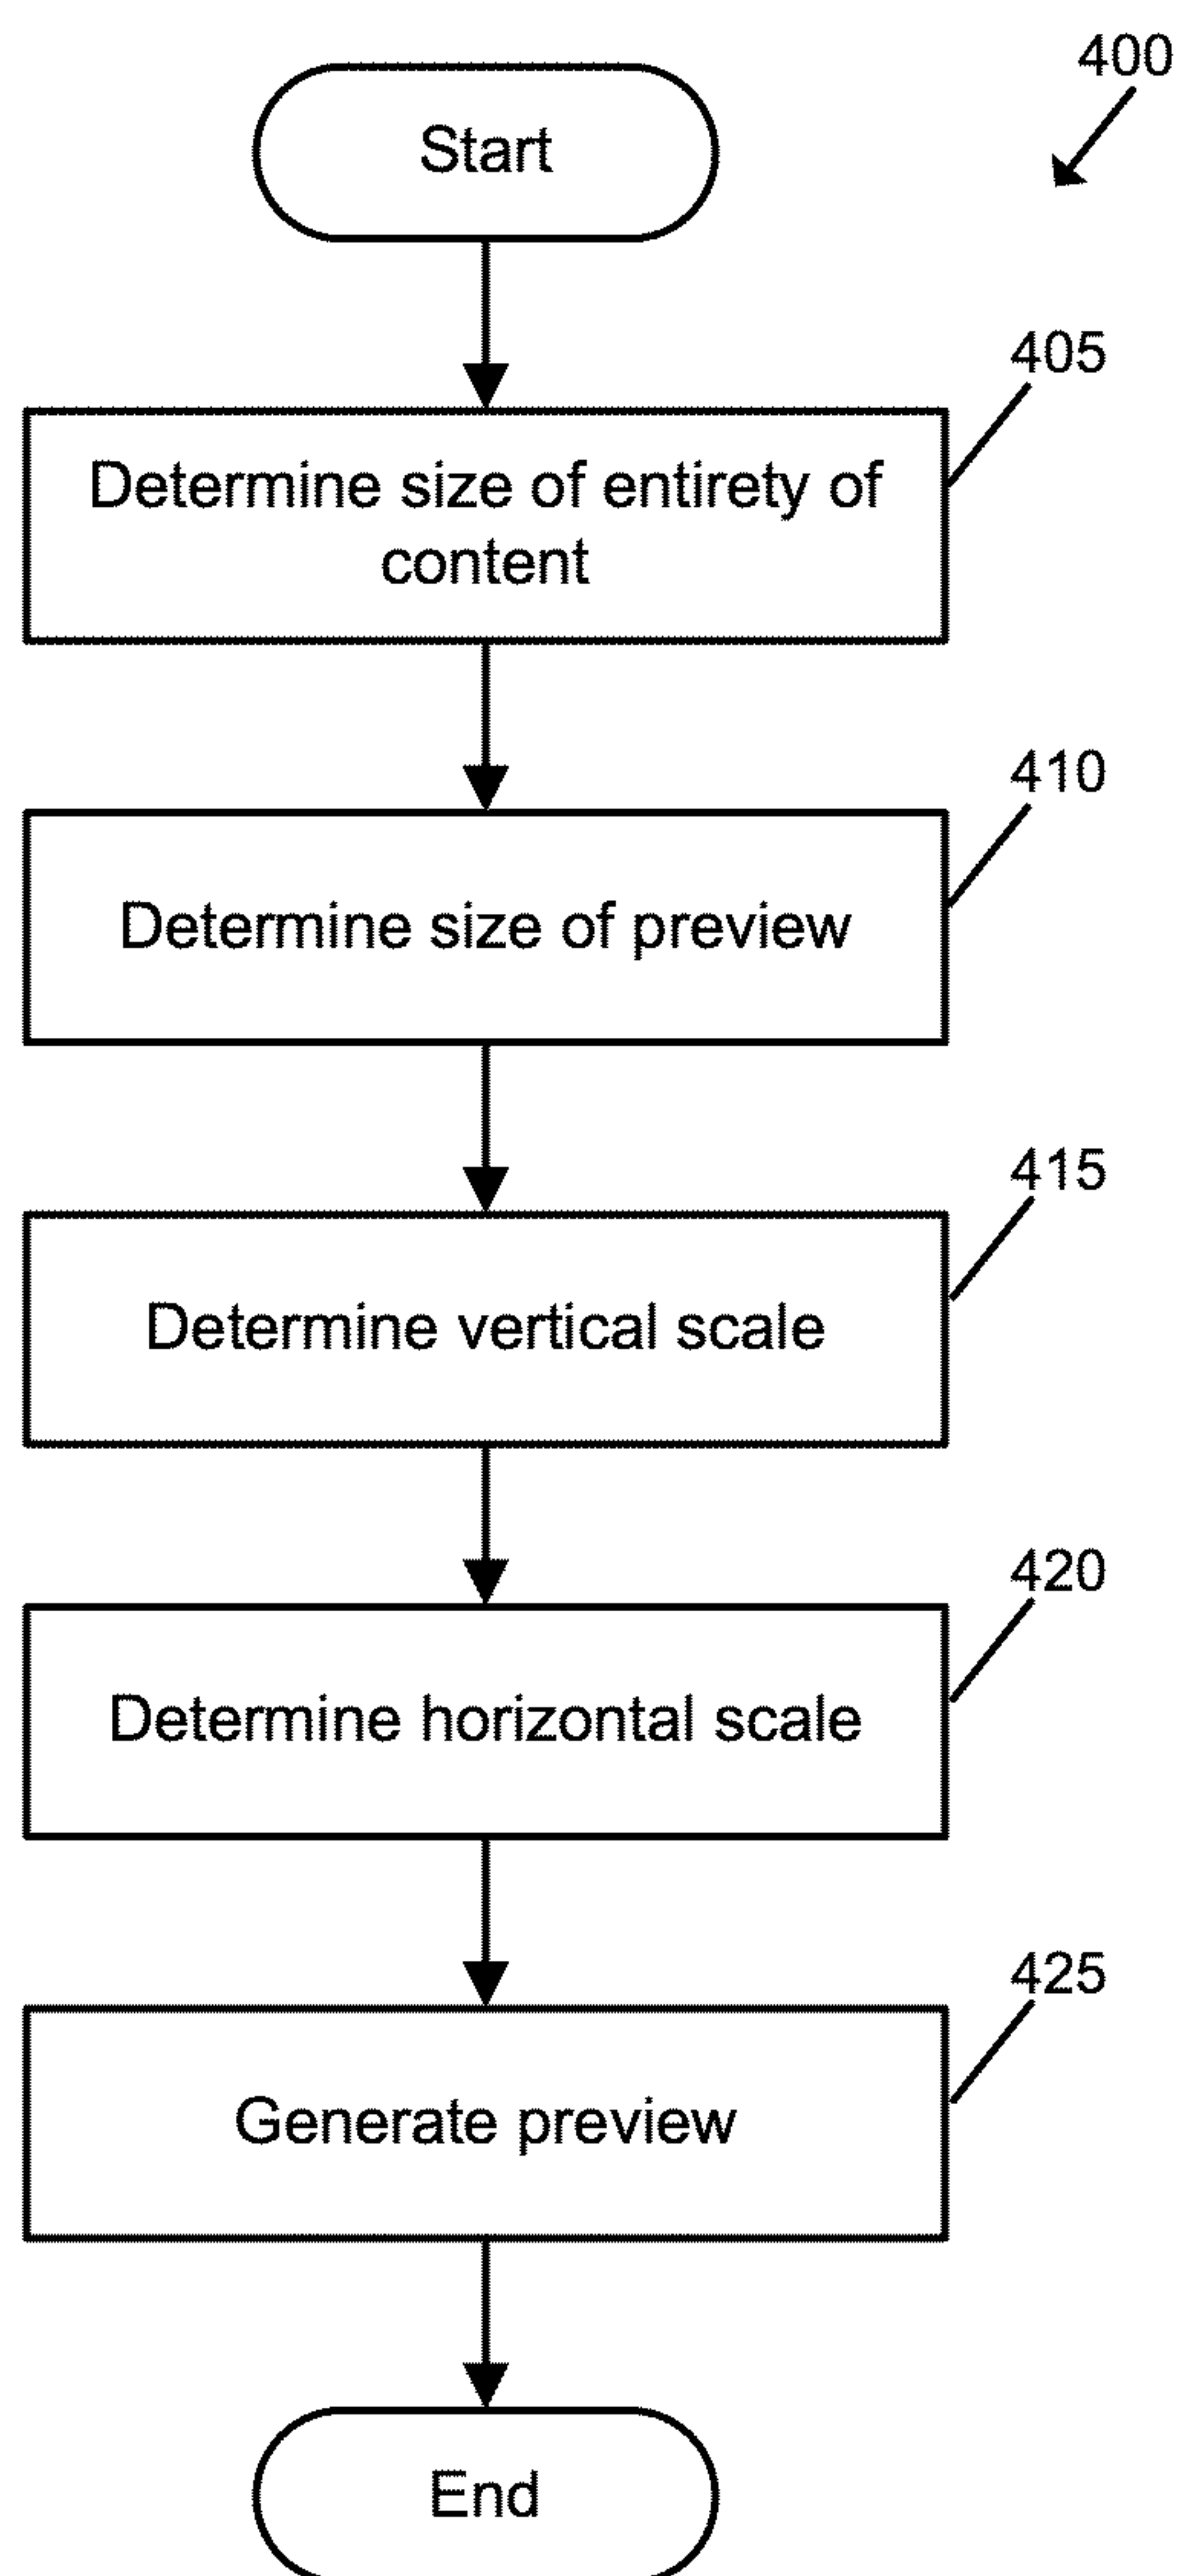 400
Start
405
Determine size of entirety of
content
410
Determine size of preview
415
Determine vertical scale
420
Determine horizontal scale
425
Generate preview
End